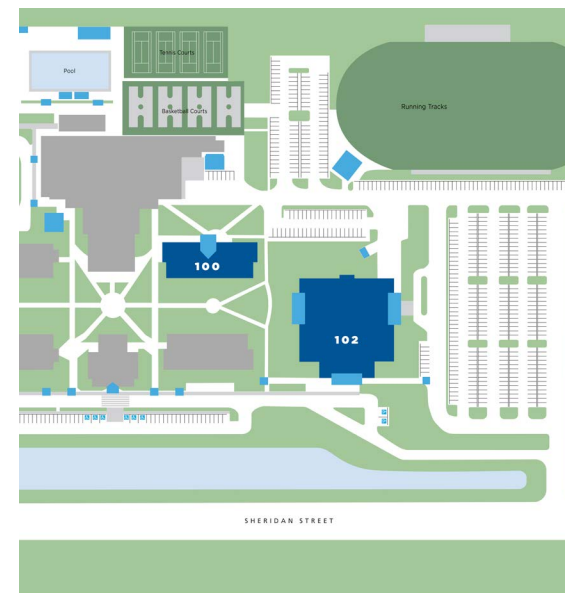 Tennis Courts
Pool
Basketball Courts
Running Tracks
100
102
SHERIDAN STREET